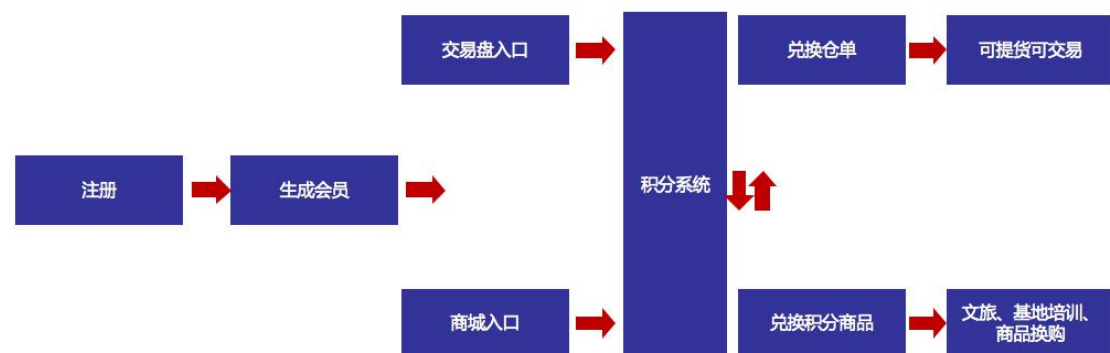 交易盘入口
兑换仓单
可提货可交易
注册
生成会员
积分系统
商城入口
兑换积分商品
文旅、基地培训、
商品换购